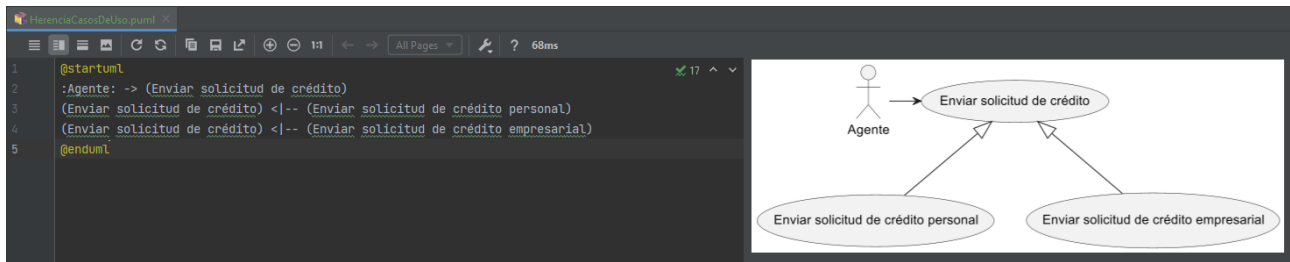 HerenciaCasosDeUso.puml ×
1:1 All Pages ? 68ms
1 @startuml 17
2 :Agente: -> (Enviar solicitud de crédito)
3 (Enviar solicitud de crédito) <|-- (Enviar solicitud de crédito personal)
4 (Enviar solicitud de crédito) <|-- (Enviar solicitud de crédito empresarial)
5 @enduml
Enviar solicitud de crédito
Agente
Enviar solicitud de crédito personal
Enviar solicitud de crédito empresarial